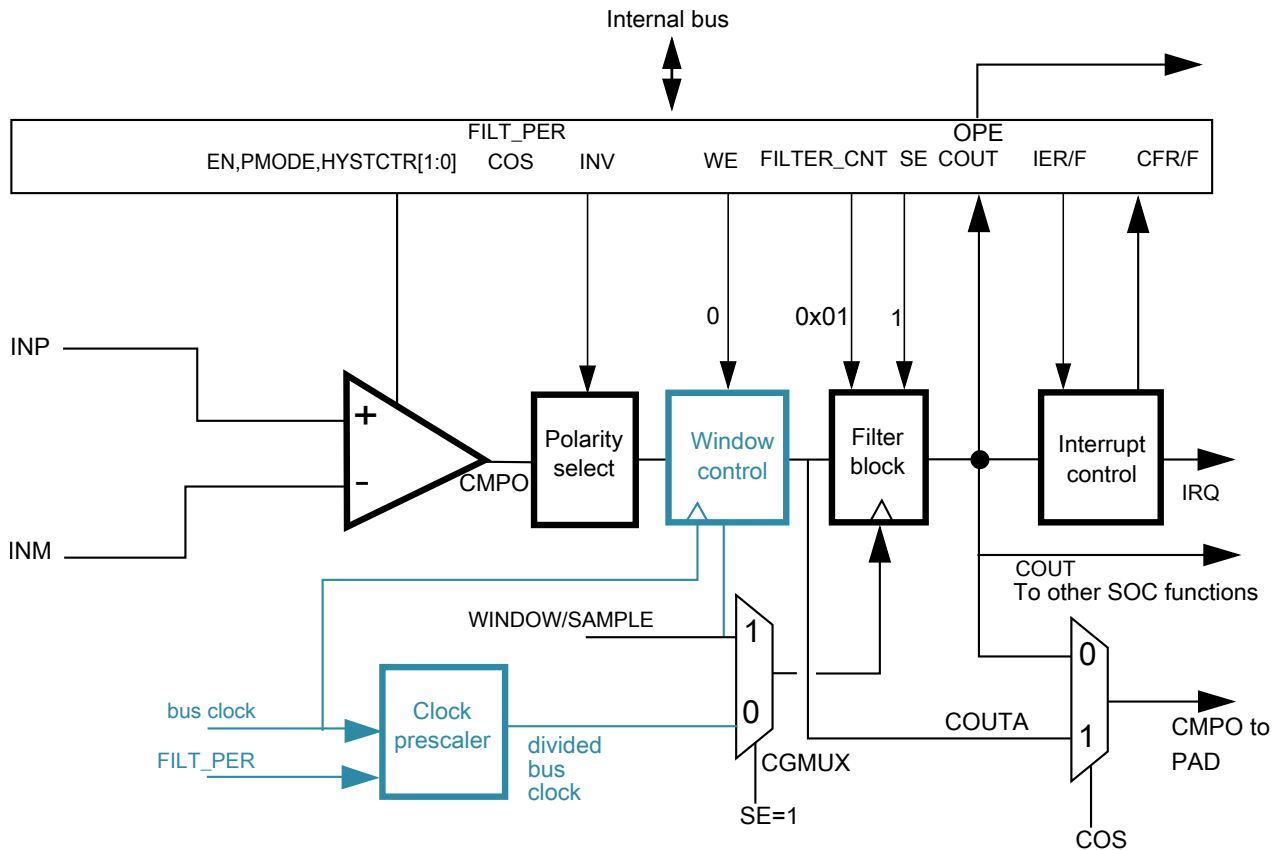 Internal bus
FILT_PER
OPE
EN,PMODE,HYSTCTR[1:0]
COS
INV
WE
FILTER_CNT
SE
COUT
IER/F
CFR/F
0
0x01
1
INP
+
-
INM
CMPO
Polarity
select
Window
control
Filter
block
Interrupt
control
IRQ
COUT
To other SOC functions
WINDOW/SAMPLE
1
0
CGMUX
SE=1
bus clock
FILT_PER
Clock
prescaler
divided
bus
clock
COUTA
0
1
CMPO to
PAD
COS